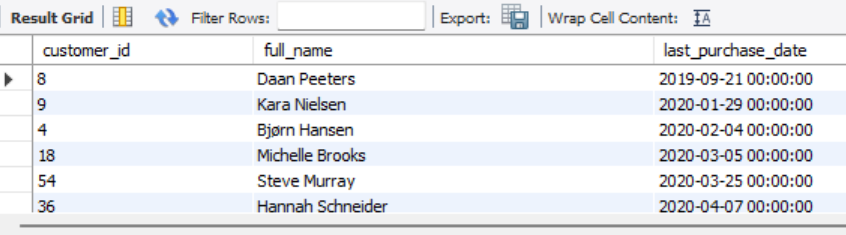 Result Grid Filter Rows: Export: Wrap Cell Content: IA
customer_id full_name last_purchase_date
8 Daan Peeters 2019-09-21 00:00:00
9 Kara Nielsen 2020-01-29 00:00:00
4 Bjørn Hansen 2020-02-04 00:00:00
18 Michelle Brooks 2020-03-05 00:00:00
54 Steve Murray 2020-03-25 00:00:00
36 Hannah Schneider 2020-04-07 00:00:00